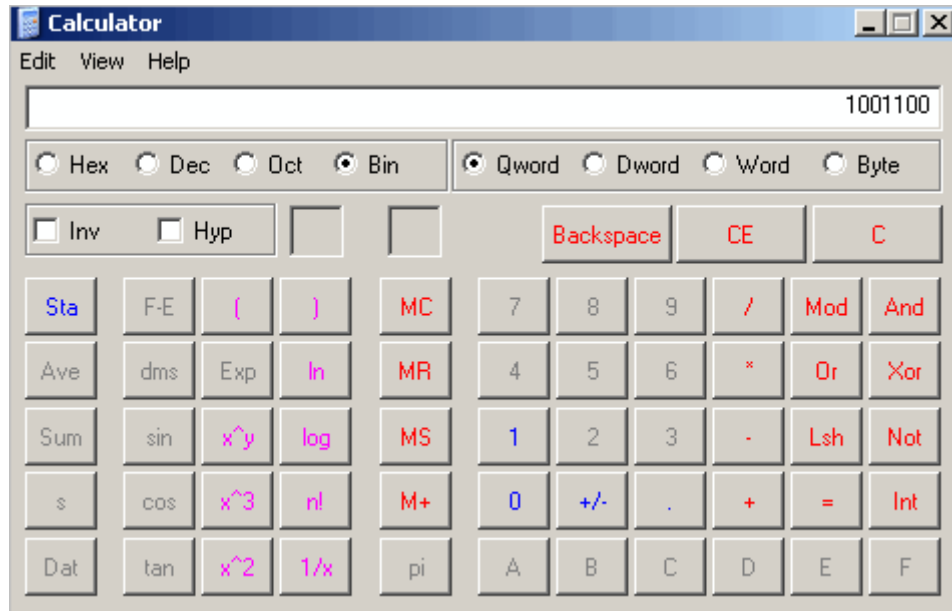 Calculator
Edit View Help
1001100
Hex Dec Oct Bin Qword Dword Word Byte
Inv Hyp Backspace CE C
Sta F-E ( ) MC 7 8 9 / Mod And
Ave dms Exp ln MR 4 5 6 * Or Xor
Sum sin x^y log MS 1 2 3 - Lsh Not
s cos x^3 n! M+ 0 +/- . + = Int
Dat tan x^2 1/x pi A B C D E F